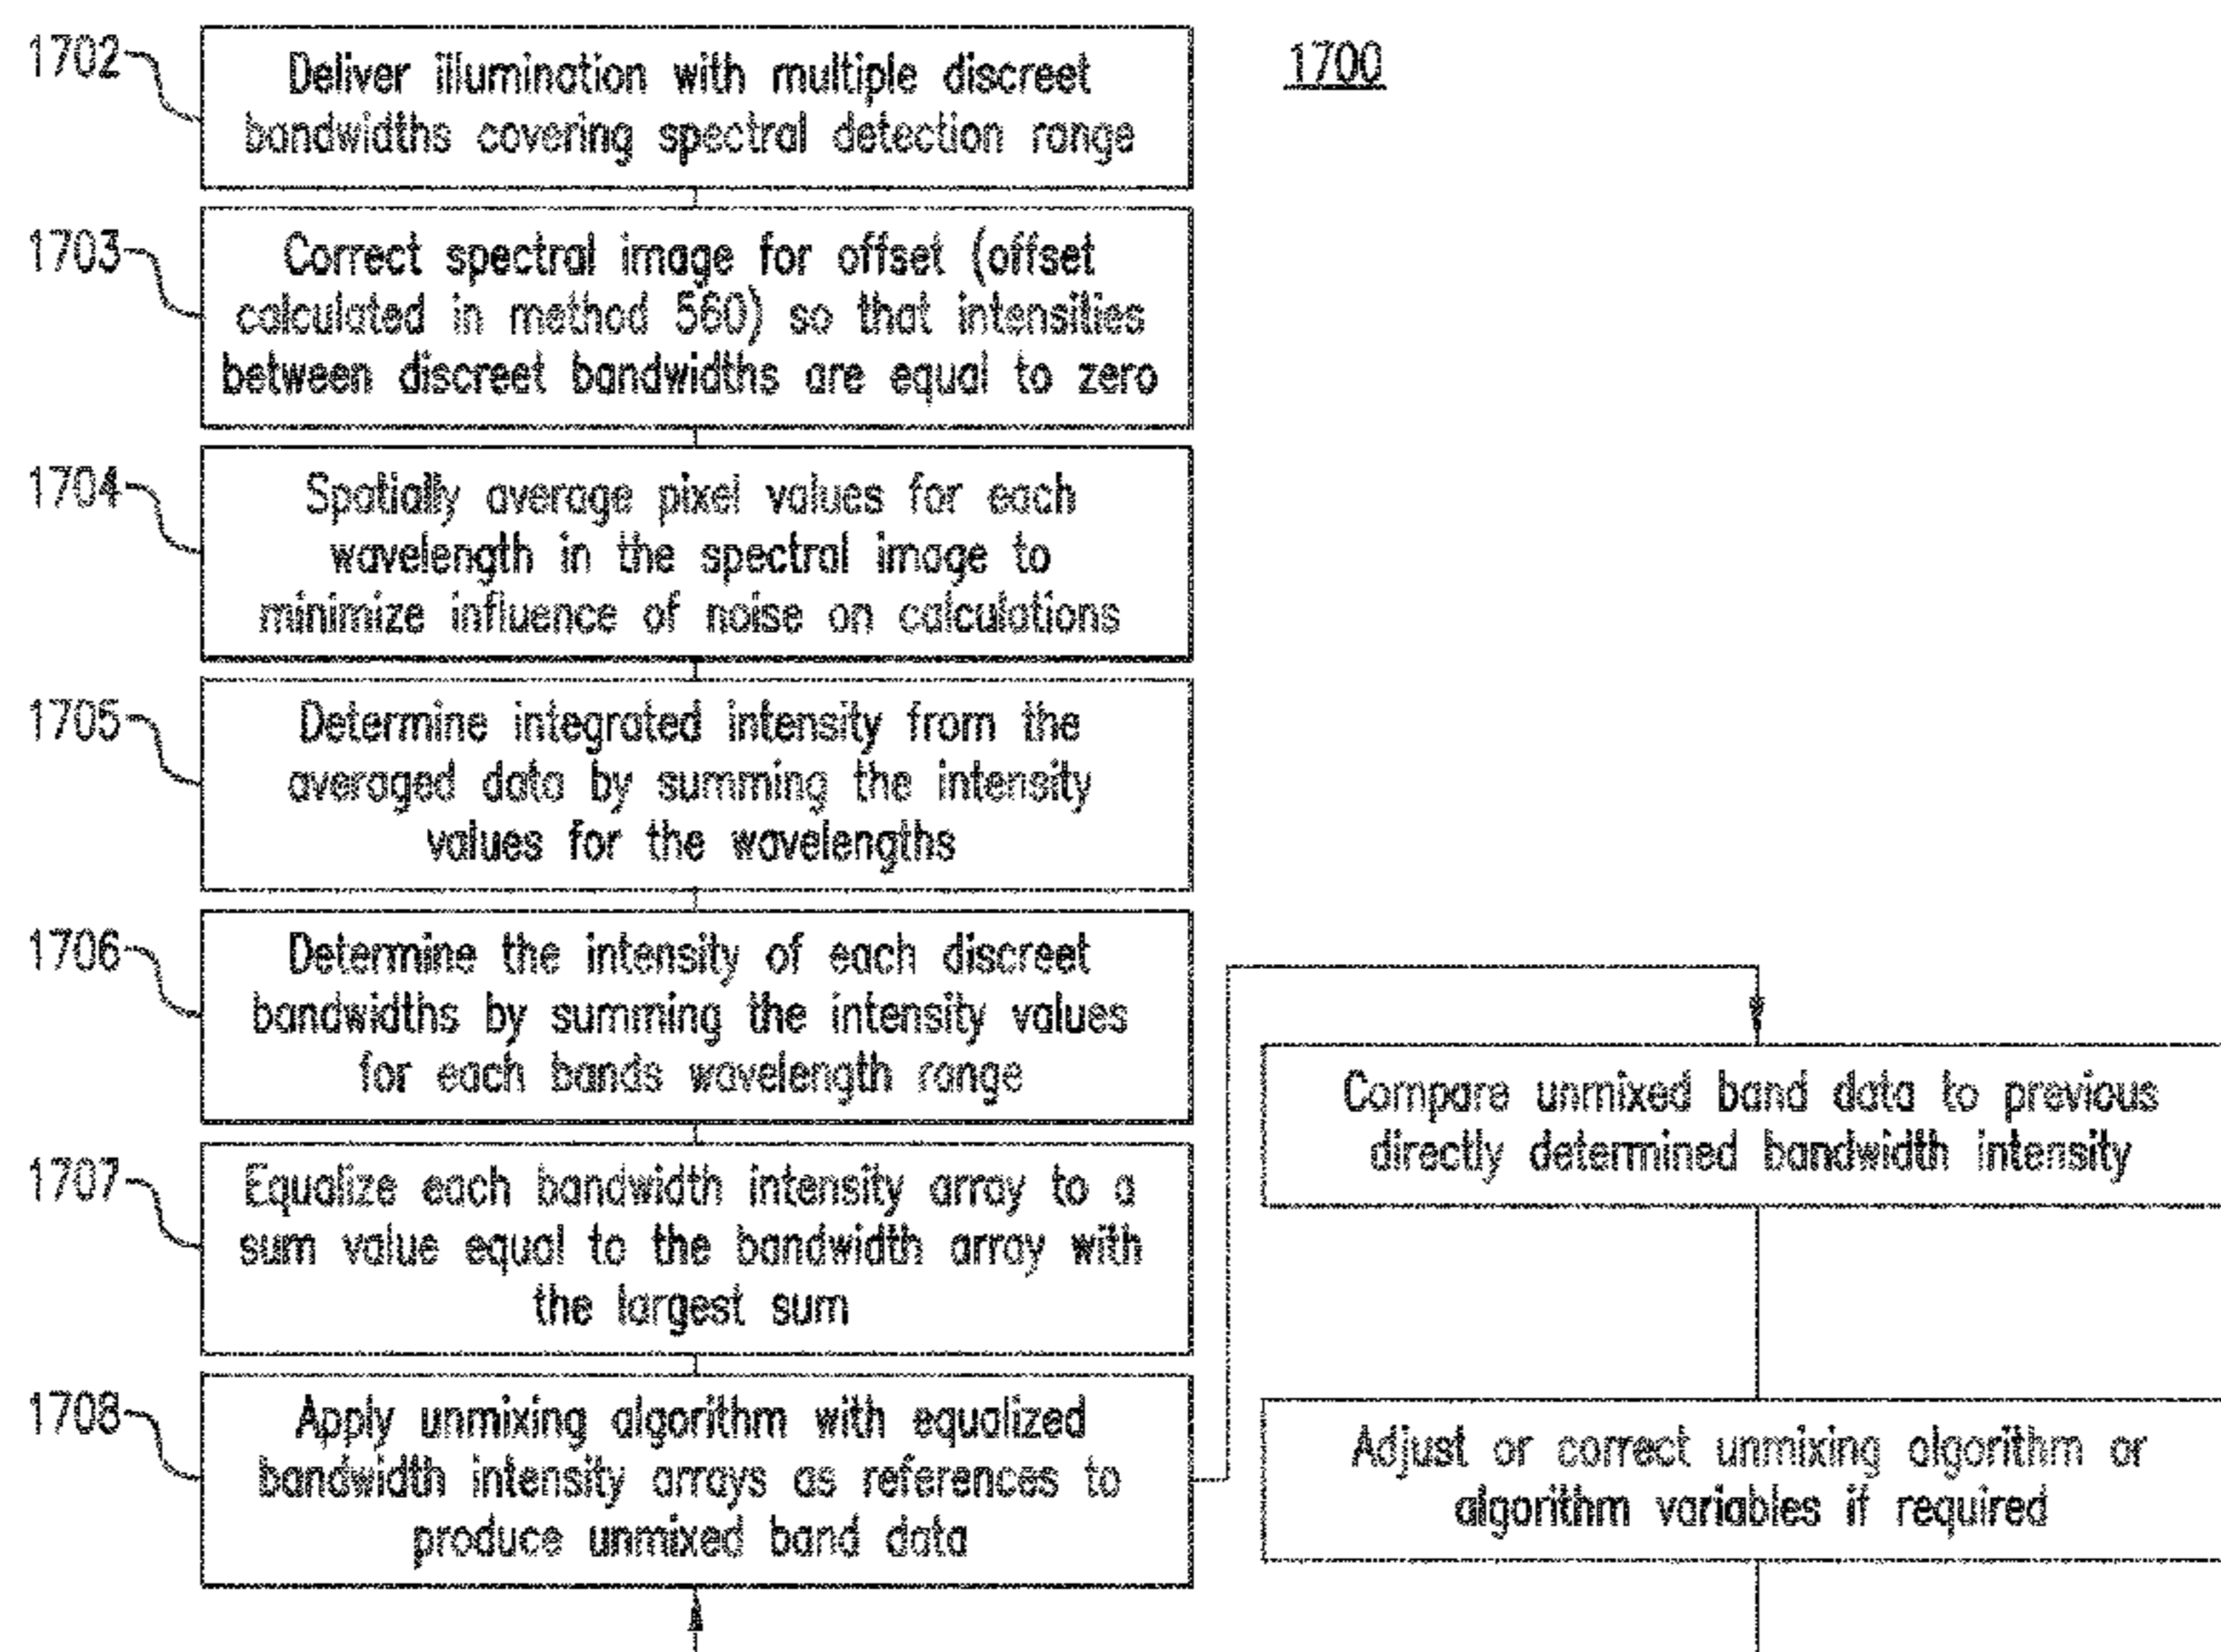 1700
1702
Deliver illumination with multiple discreet
bandwidths covering spectral detection range
1703
Correct spectral image for offset (offset
calculated in method 560) so that intensities
between discreet bandwidths are equal to zero
1704
Spatially average pixel values for each
wavelength in the spectral image to
minimize influence of noise on calculations
1705
Determine integrated intensity from the
averaged data by summing the intensity
values for the wavelengths
1706
Determine the intensity of each discreet
bandwidths by summing the intensity values
for each bands wavelength range
1707
Equalize each bandwidth intensity array to a
sum value equal to the bandwidth array with
the largest sum
1708
Apply unmixing algorithm with equalized
bandwidth intensity arrays as references to
produce unmixed band data
Compare unmixed band data to previous
directly determined bandwidth intensity
Adjust or correct unmixing algorithm or
algorithm variables if required